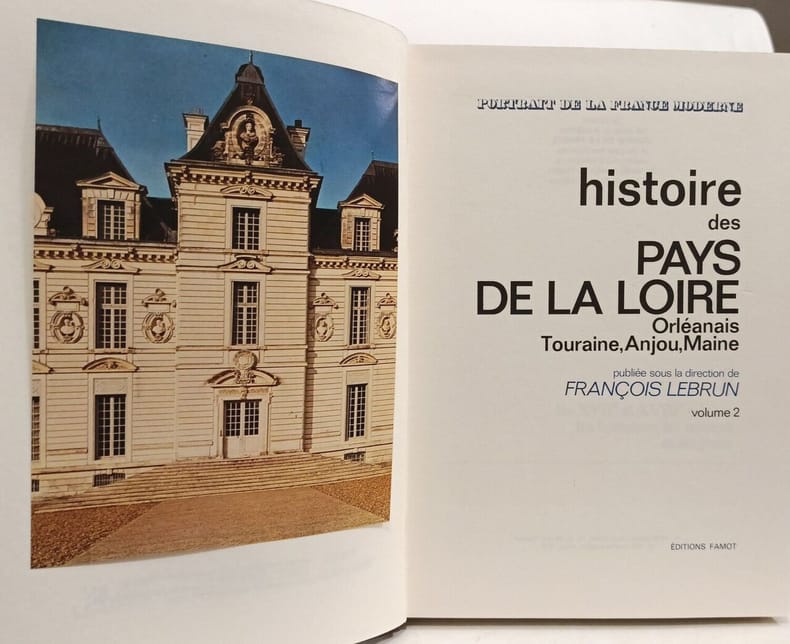 PORTRAIT DE LA FRANCE MODERNE
histoire
des
PAYS
DE LA LOIRE
Orléanais
Touraine,Anjou,Maine
publiée sous la direction de
FRANÇOIS LEBRUN
volume 2
ÉDITIONS FAMOT